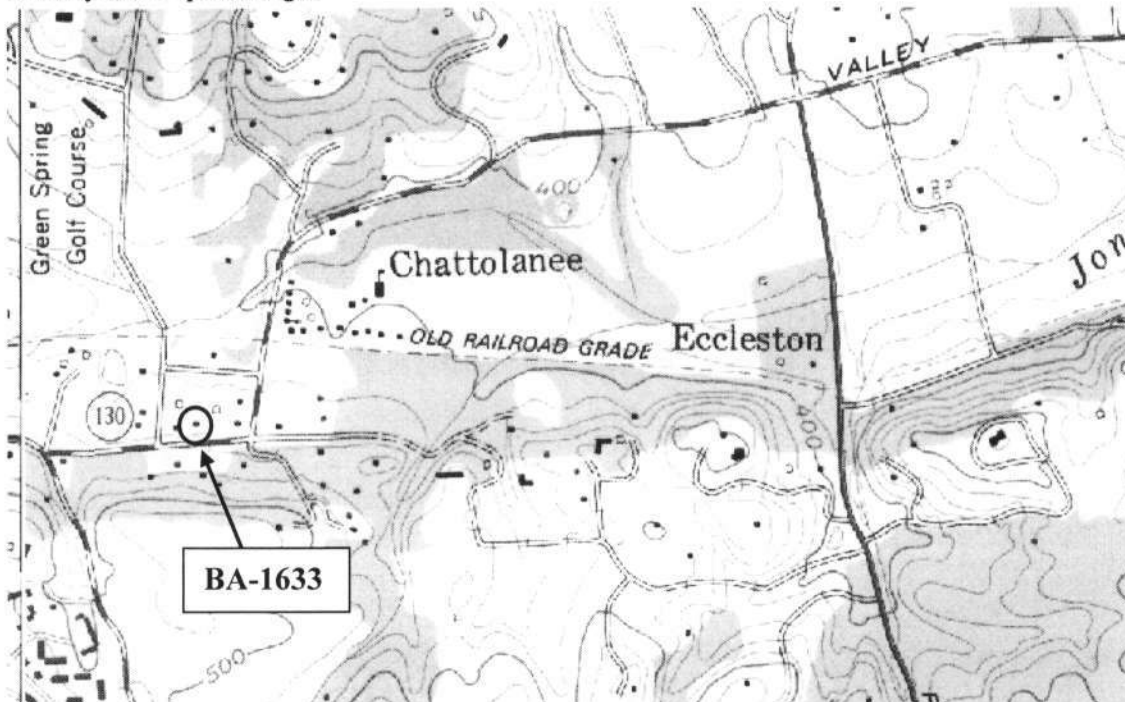 VALLEY
Green Spring
Golf Course
400
Chattolanee
Jon
OLD RAILROAD GRADE
Eccleston
130
400
BA-1633
500